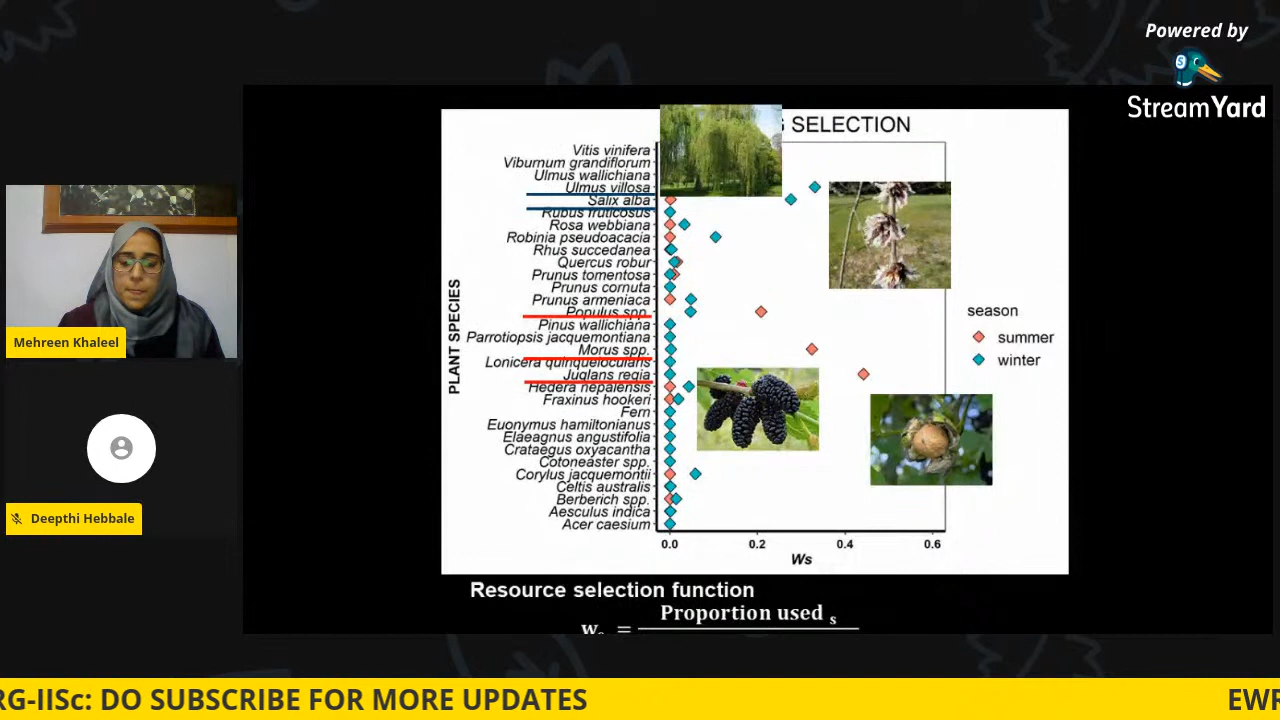 Powered by
StreamYard
SELECTION
Vitis vinifera
Viburnum grandiflorum
Ulmus wallichiana
Ulmus villosa
Salix alba
Rubus fruticosus
Rosa webbiana
Robinia pseudoacacia
Rhus succedanea
Quercus robur
Prunus tomentosa
Prunus cornuta
Prunus armeniaca
Populus spp.
Pinus wallichiana
Parrotiopsis jacquemontiana
Morus spp.
Lonicera quinquelocularis
Juglans regia
Hedera nepalensis
Fraxinus hookeri
Fern
Euonymus hamiltonianus
Elaeagnus angustifolia
Crataegus oxyacantha
Cotoneaster spp.
Corylus jacquemontii
Celtis australis
Berberich spp.
Aesculus indica
Acer caesium
PLANT SPECIES
0.0 0.2 0.4 0.6
Ws
season
summer
winter
Mehreen Khaleel
Deepthi Hebbale
Resource selection function
Proportion used s
w =
RG-IISc: DO SUBSCRIBE FOR MORE UPDATES
EWR